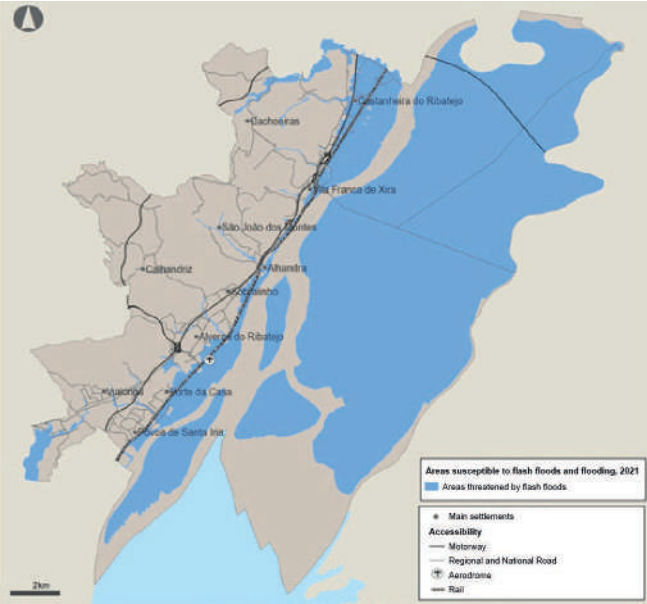 Castanheira do Ribatejo
Cachoeiras
Vila Franca de Xira
São João dos Montes
Calhandriz
Alhandra
Sobralinho
Alverca do Ribatejo
Vialonga
Forte da Casa
Póvoa de Santa Iria
Areas susceptible to flash floods and flooding, 2021
Areas threatened by flash floods
Main settlements
Accessibility
Motorway
Regional and National Road
Aerodrome
Rail
2km